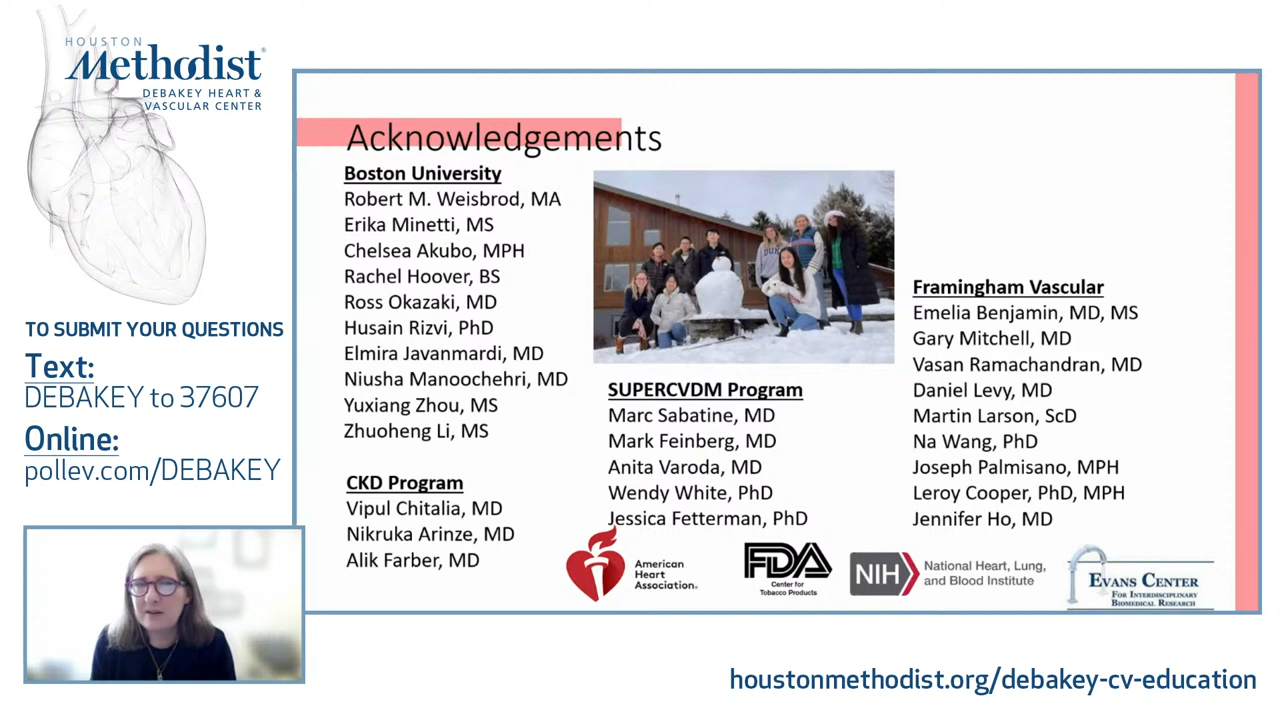 HOUSTON
Methodist
DEBAKEY HEART &
VASCULAR CENTER
TO SUBMIT YOUR QUESTIONS
Text:
DEBAKEY to 37607
Online:
pollev.com/DEBAKEY
Acknowledgements
Boston University
Robert M. Weisbrod, MA
Erika Minetti, MS
Chelsea Akubo, MPH
Rachel Hoover, BS
Ross Okazaki, MD
Husain Rizvi, PhD
Elmira Javanmardi, MD
Niusha Manoochehri, MD
Yuxiang Zhou, MS
Zhuoheng Li, MS
CKD Program
Vipul Chitalia, MD
Nikruka Arinze, MD
Alik Farber, MD
DUKE
SUPERCVDM Program
Marc Sabatine, MD
Mark Feinberg, MD
Anita Varoda, MD
Wendy White, PhD
Jessica Fetterman, PhD
Framingham Vascular
Emelia Benjamin, MD, MS
Gary Mitchell, MD
Vasan Ramachandran, MD
Daniel Levy, MD
Martin Larson, ScD
Na Wang, PhD
Joseph Palmisano, MPH
Leroy Cooper, PhD, MPH
Jennifer Ho, MD
American
Heart
Association®
FDA
Center for
Tobacco Products
NIH
National Heart, Lung,
and Blood Institute
EVANS CENTER
FOR INTERDISCIPLINARY
BIOMEDICAL RESEARCH
houstonmethodist.org/debakey-cv-education